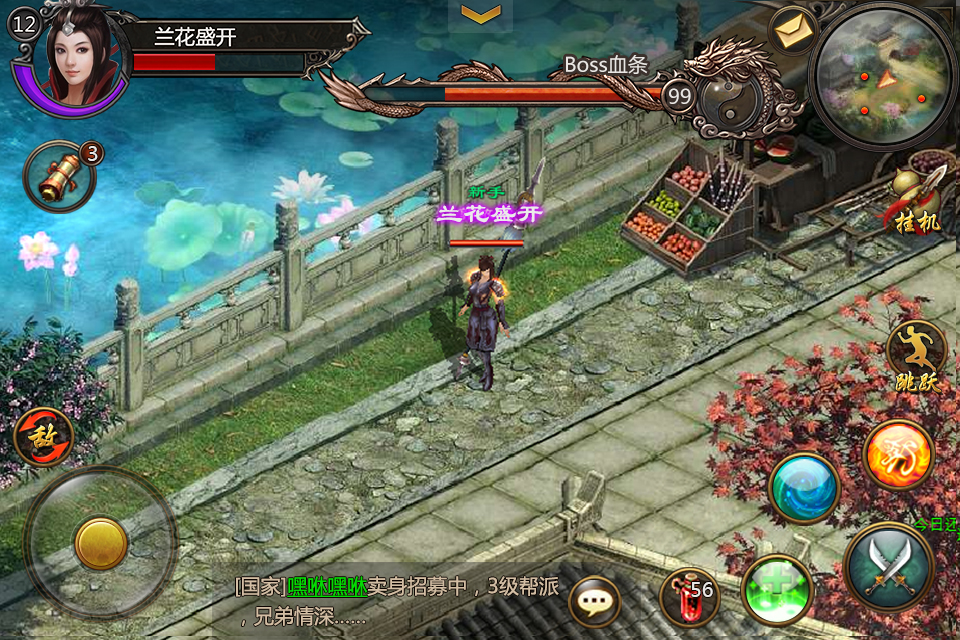 12
兰花盛开
Boss血条
99
3
新手
兰花盛开
挂机
跳跃
敌
今日还
[国家]嘿咻嘿咻卖身招募中，3级帮派
，兄弟情深......
56